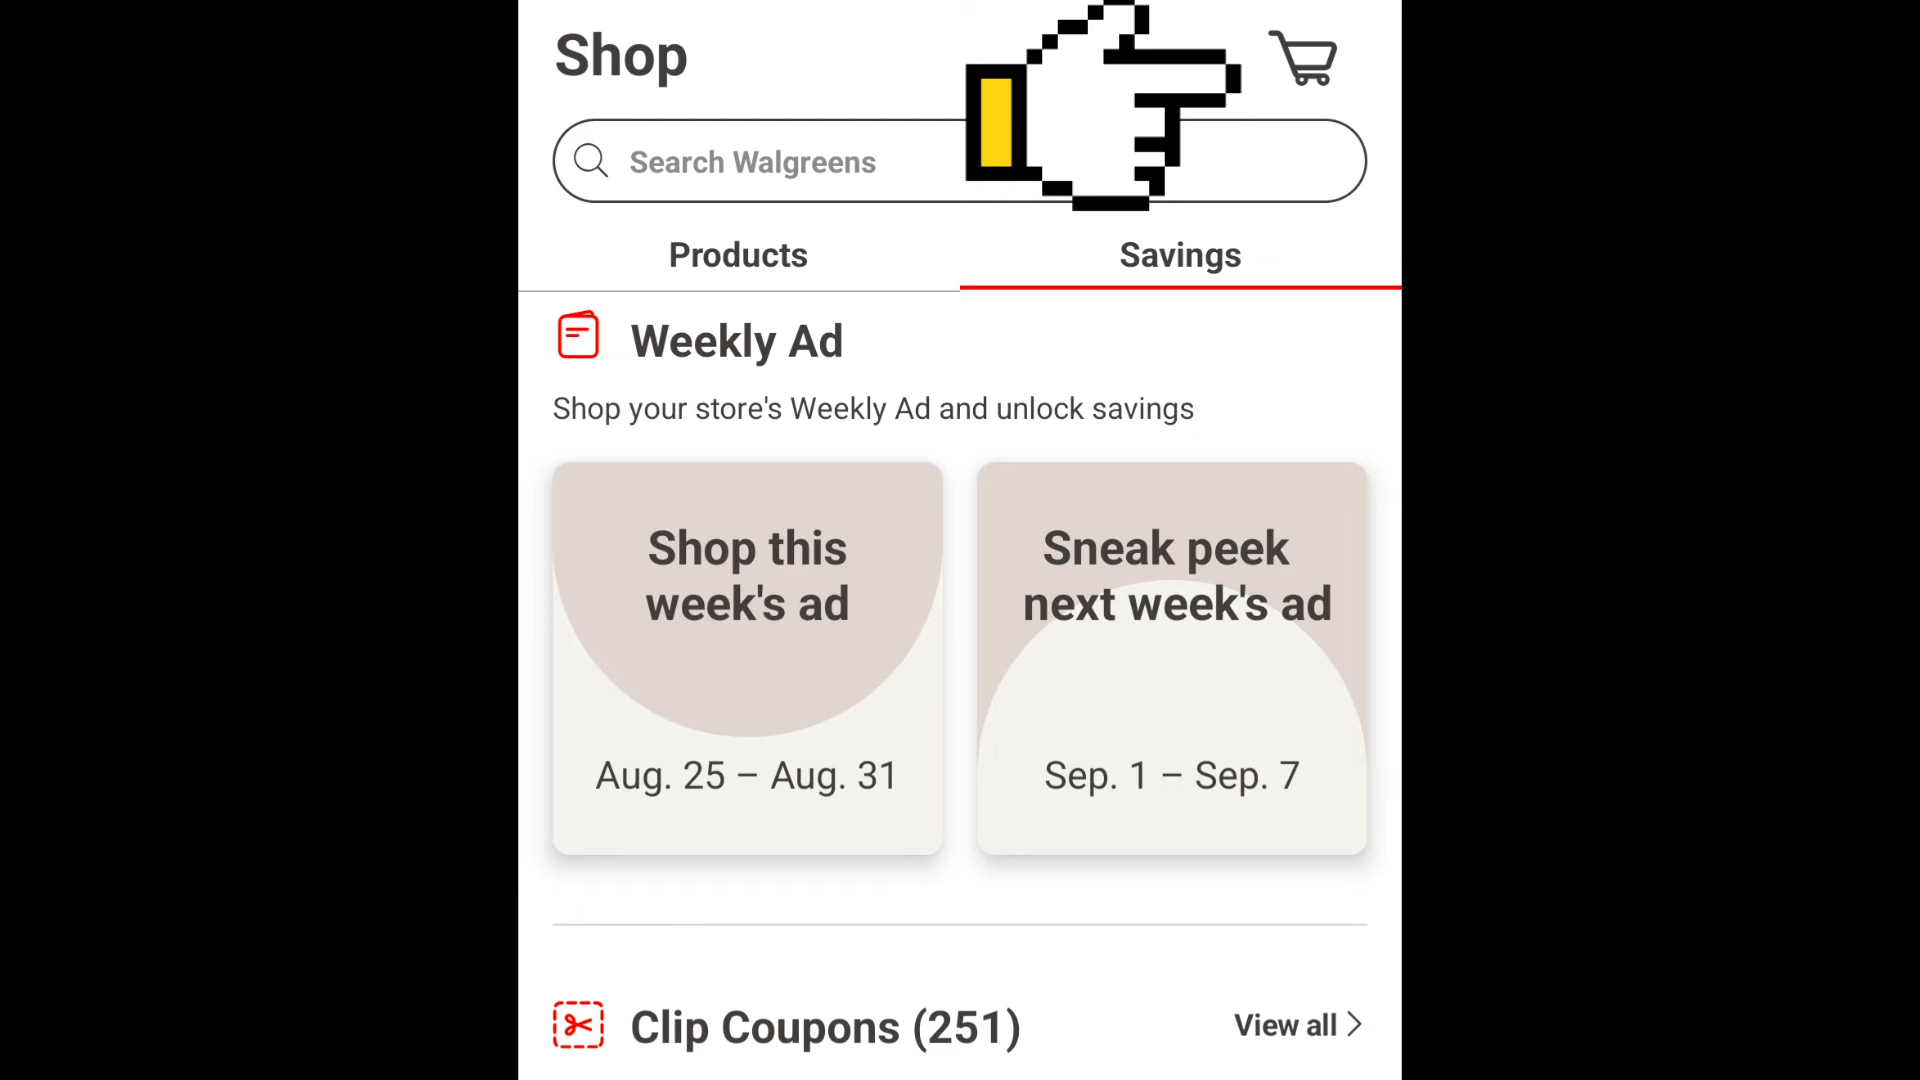 Shop
Search Walgreens
Products Savings
Weekly Ad
Shop your store's Weekly Ad and unlock savings
Shop this
week's ad
Aug. 25 – Aug. 31
Sneak peek
next week's ad
Sep. 1 – Sep. 7
Clip Coupons (251) View all